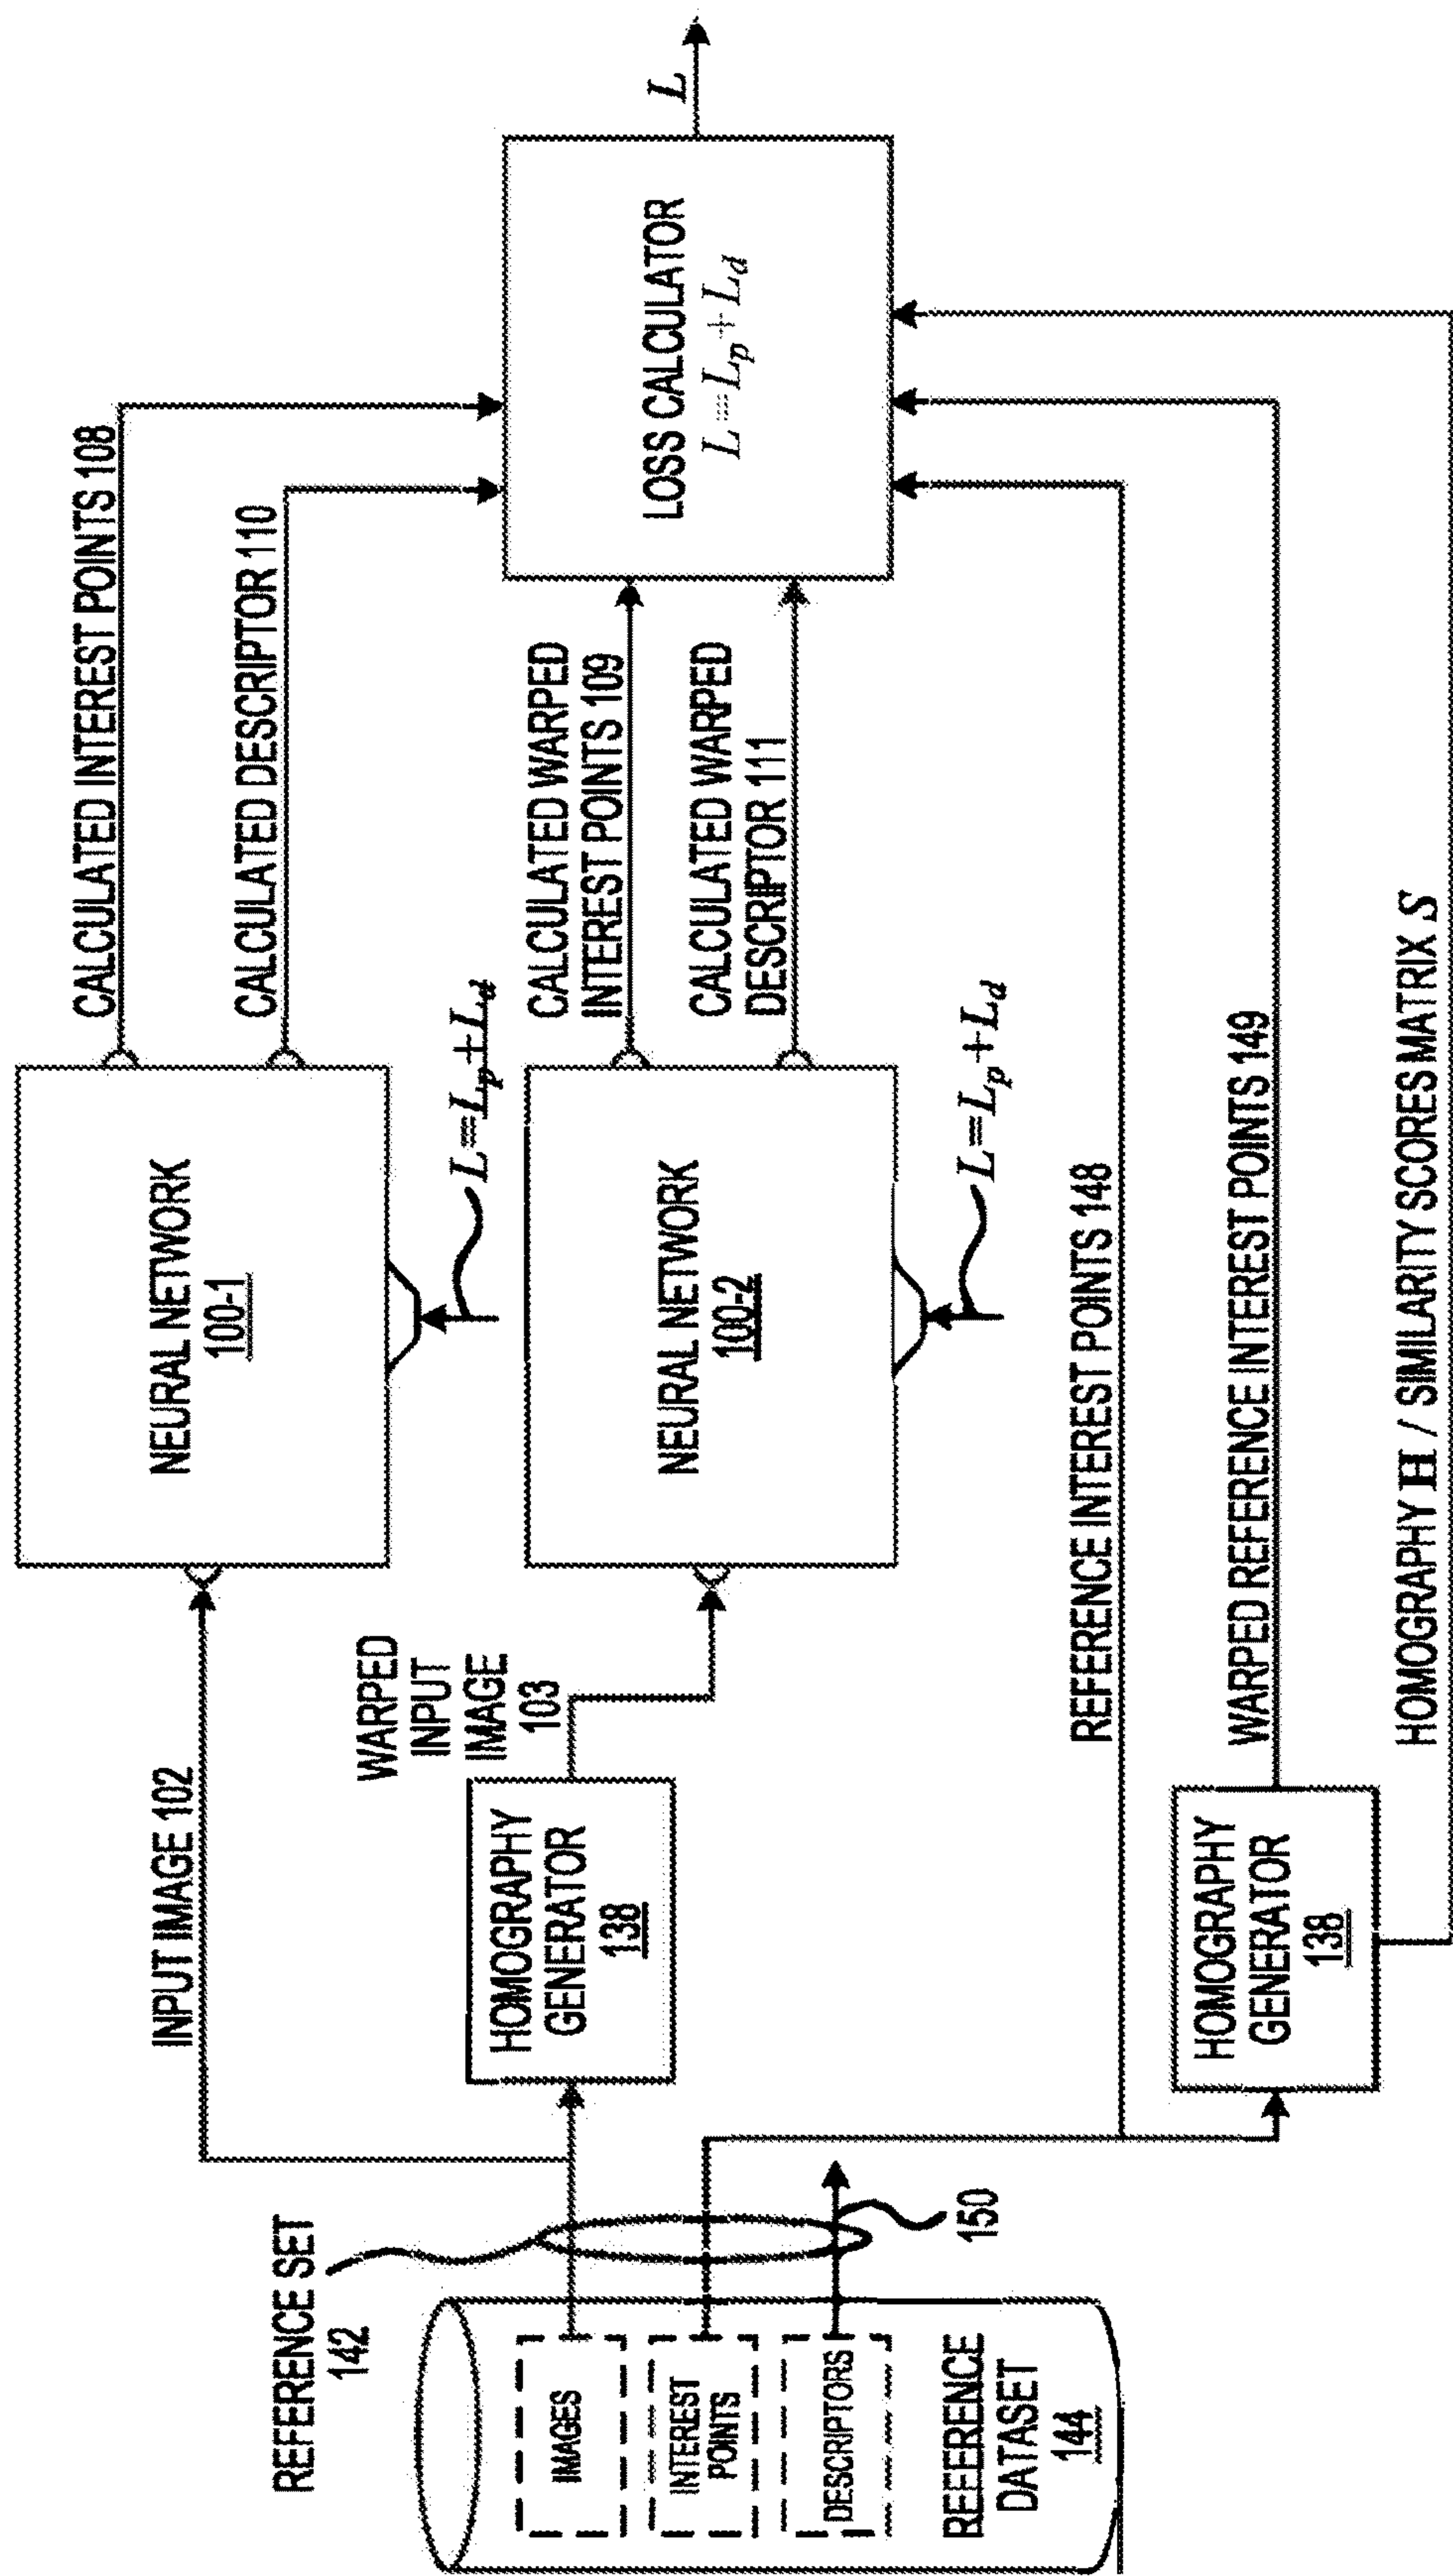 REFERENCE SET
142
IMAGES
INTEREST
POINTS
DESCRIPTORS
REFERENCE
DATASET
144
150
INPUT IMAGE 102
HOMOGRAPHY
GENERATOR
138
WARPED
INPUT
IMAGE
103
HOMOGRAPHY
GENERATOR
138
NEURAL NETWORK
100-1
L=Lp+Ld
NEURAL NETWORK
100-2
L=Lp+Ld
CALCULATED INTEREST POINTS 108
CALCULATED DESCRIPTOR 110
CALCULATED WARPED
INTEREST POINTS 109
CALCULATED WARPED
DESCRIPTOR 111
REFERENCE INTEREST POINTS 148
WARPED REFERENCE INTEREST POINTS 149
HOMOGRAPHY H / SIMILARITY SCORES MATRIX S
LOSS CALCULATOR
L=Lp+Ld
L